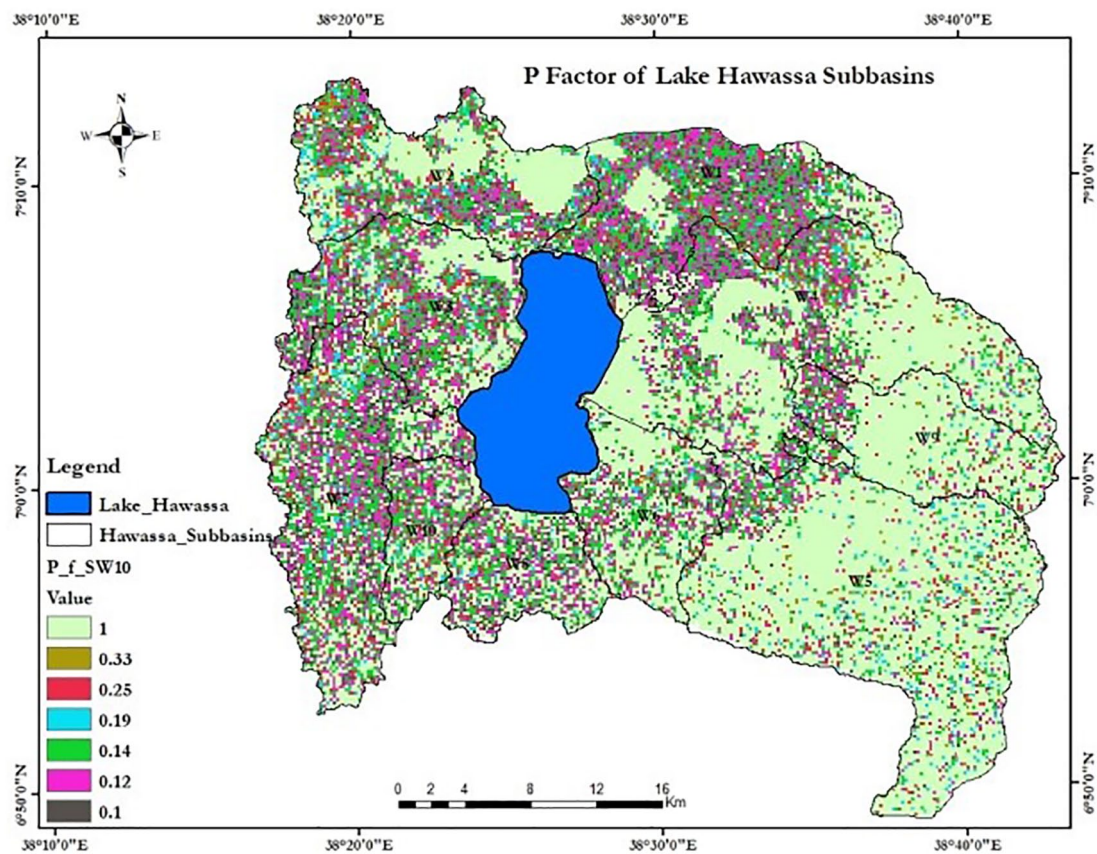 38°10'0"E 38°20'0"E 38°30'0"E 38°40'0"E
P Factor of Lake Hawassa Subbasins
N
W E
S
7°10'0"N 7°10'0"N
W2 W1
W3
W9
W7
W10
W5
Legend
Lake_Hawassa
Hawassa_Subbasins
P_f_SW10
Value
1
0.33
0.25
0.19
0.14
0.12
0.1
7°0'0"N 7°0'0"N
6°50'0"N 6°50'0"N
0 2 4 8 12 16
Km
38°10'0"E 38°20'0"E 38°30'0"E 38°40'0"E